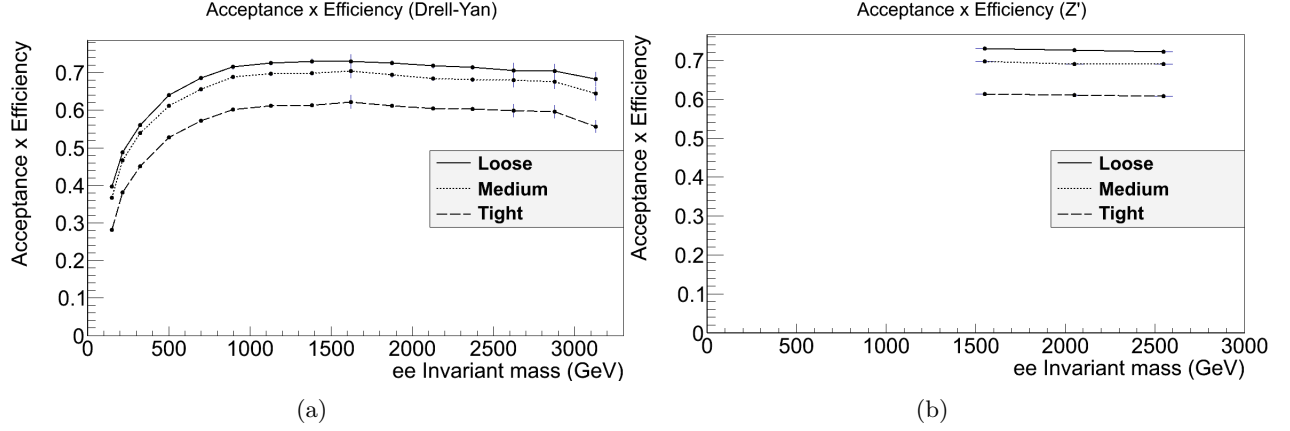 Acceptance x Efficiency (Drell-Yan)
Acceptance x Efficiency
0.7
0.6
0.5
0.4
0.3
0.2
0.1
0
0 500 1000 1500 2000 2500 3000
ee Invariant mass (GeV)
Loose
Medium
Tight
(a)
Acceptance x Efficiency (Z')
Acceptance x Efficiency
0.7
0.6
0.5
0.4
0.3
0.2
0.1
0
0 500 1000 1500 2000 2500 3000
ee Invariant mass (GeV)
Loose
Medium
Tight
(b)